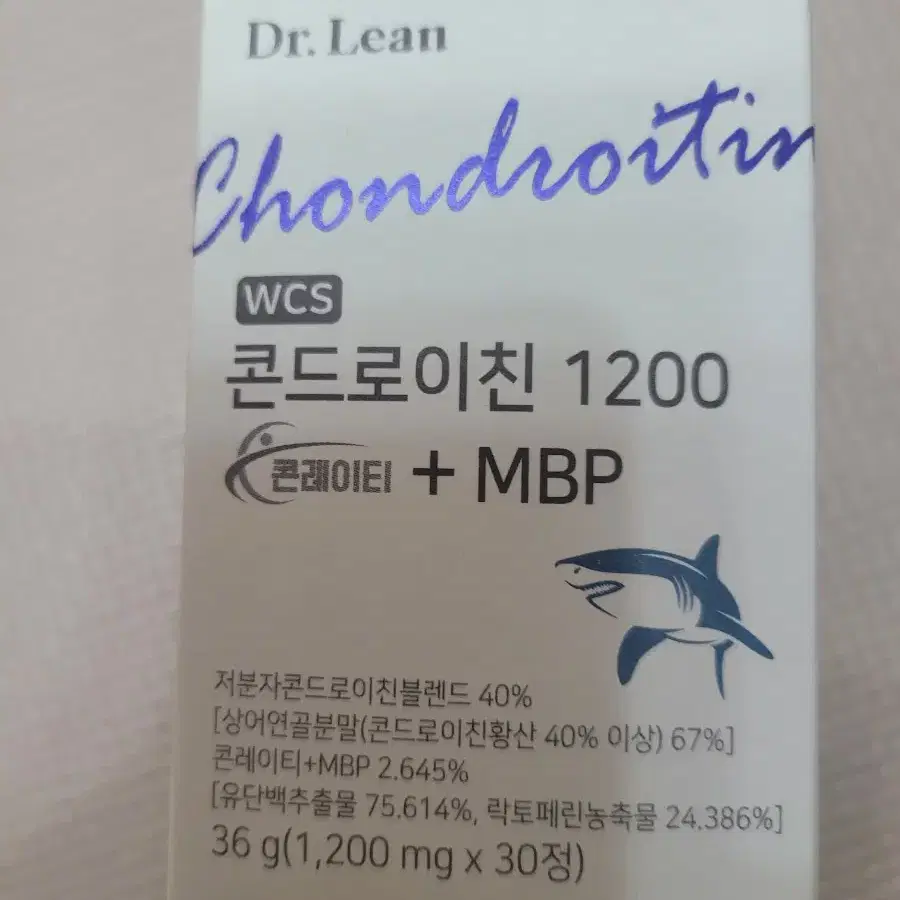 Dr. Lean
Chondroitin
WCS
콘드로이친 1200
콘레이티 + MBP
저분자콘드로이친블렌드 40%
[상어연골분말(콘드로이친황산 40% 이상) 67%]
콘레이티+MBP 2.645%
[유단백추출물 75.614%, 락토페린농축물 24.386%]
36 g(1,200 mg x 30정)